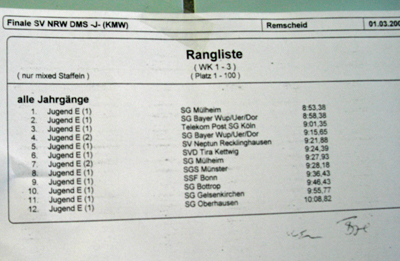 Finale SV NRW DMS -J- (KMW) Remscheid 01.03.200
Rangliste
( WK 1 - 3 )
( nur mixed Staffeln ) ( Platz 1 - 100 )
alle Jahrgänge
1. Jugend E (1) SG Mülheim 8:53,38
2. Jugend E (1) SG Bayer Wup/Uer/Dor 8:58,38
3. Jugend E (1) Telekom Post SG Köln 9:01,35
4. Jugend E (2) SG Bayer Wup/Uer/Dor 9:15,65
5. Jugend E (1) SV Neptun Recklinghausen 9:21,88
6. Jugend E (1) SVD Tira Kettwig 9:24,39
7. Jugend E (2) SG Mülheim 9:27,93
8. Jugend E (1) SGS Münster 9:28,18
9. Jugend E (1) SSF Bonn 9:36,43
10. Jugend E (1) SG Bottrop 9:46,43
11. Jugend E (1) SG Gelsenkirchen 9:55,77
12. Jugend E (1) SG Oberhausen 10:08,82